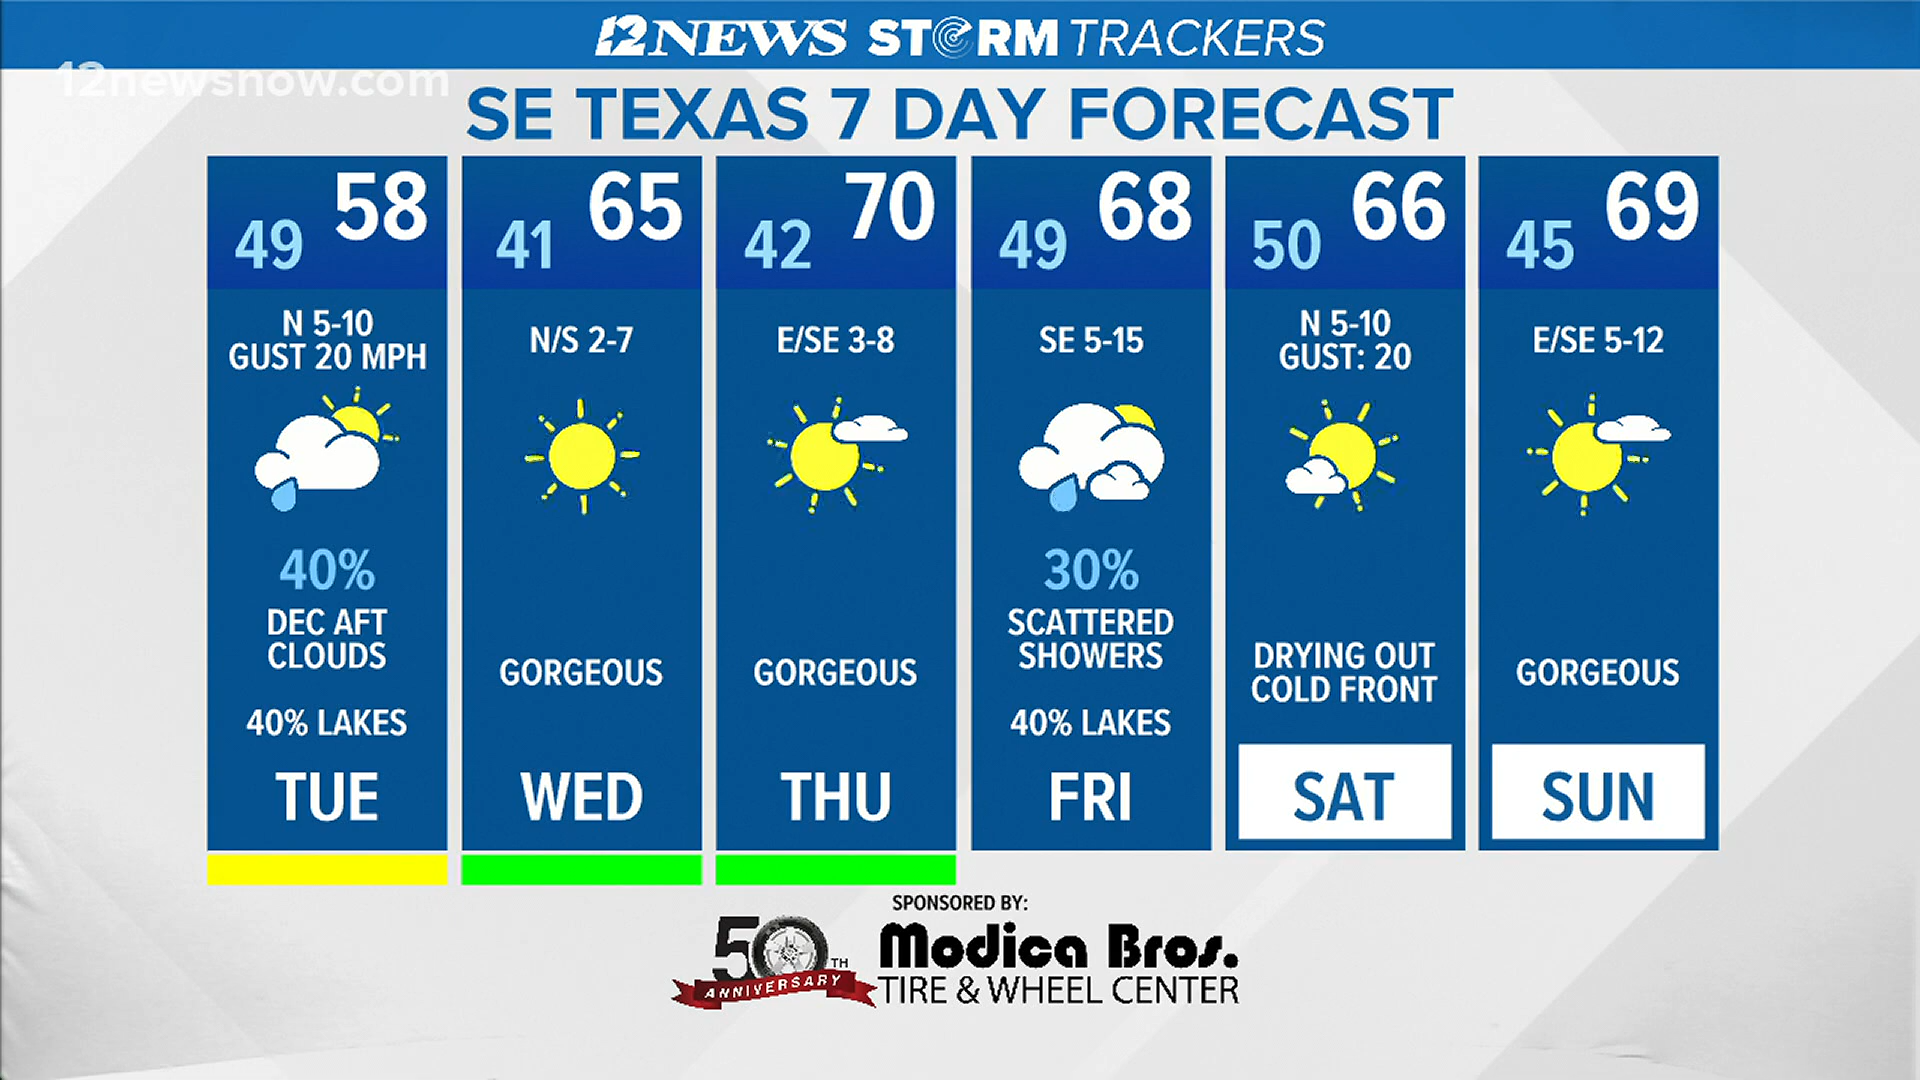 12NEWS STORM TRACKERS
12newsnow.com
SE TEXAS 7 DAY FORECAST
49 58
N 5-10
GUST 20 MPH
40%
DEC AFT
CLOUDS
40% LAKES
TUE
41 65
N/S 2-7
GORGEOUS
WED
42 70
E/SE 3-8
GORGEOUS
THU
49 68
SE 5-15
30%
SCATTERED
SHOWERS
40% LAKES
FRI
50 66
N 5-10
GUST: 20
DRYING OUT
COLD FRONT
SAT
45 69
E/SE 5-12
GORGEOUS
SUN
SPONSORED BY:
50TH
ANNIVERSARY
Modica Bros.
TIRE & WHEEL CENTER